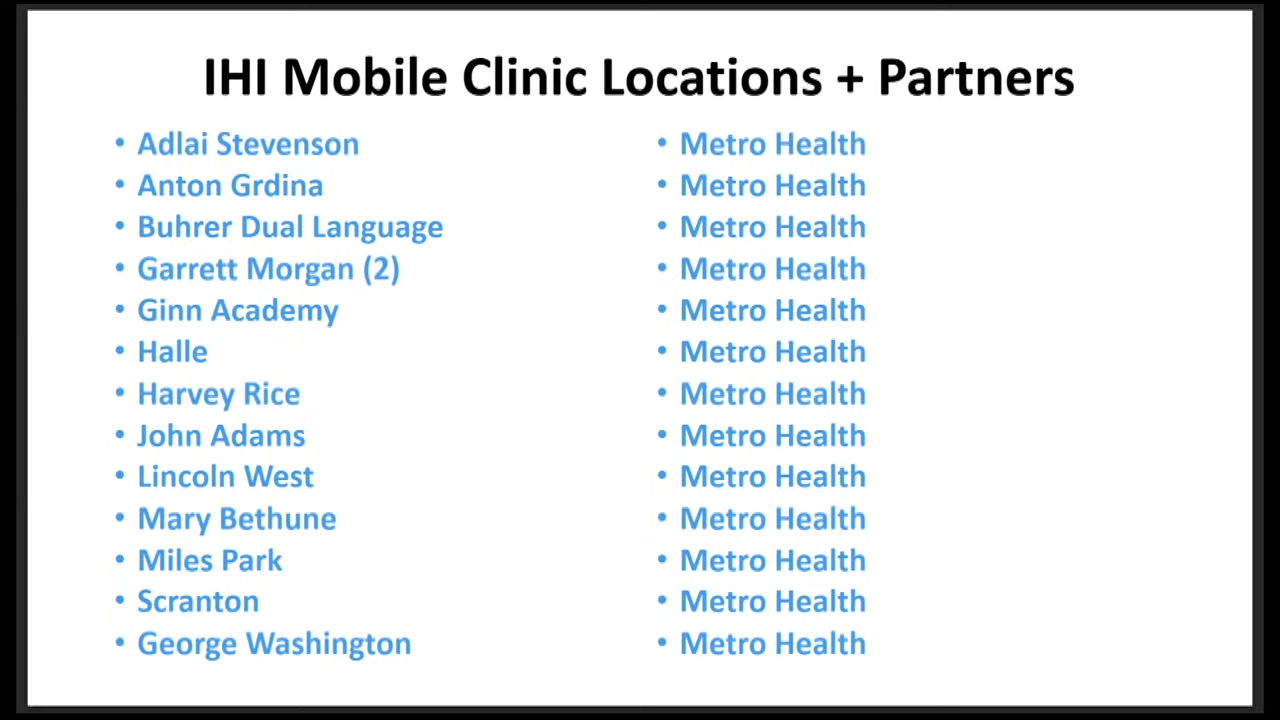 IHI Mobile Clinic Locations + Partners
• Adlai Stevenson
• Anton Grdina
• Buhrer Dual Language
• Garrett Morgan (2)
• Ginn Academy
• Halle
• Harvey Rice
• John Adams
• Lincoln West
• Mary Bethune
• Miles Park
• Scranton
• George Washington
• Metro Health
• Metro Health
• Metro Health
• Metro Health
• Metro Health
• Metro Health
• Metro Health
• Metro Health
• Metro Health
• Metro Health
• Metro Health
• Metro Health
• Metro Health